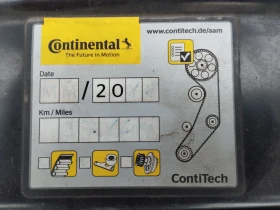 Continental
The Future in Motion
www.contitech.de/aam
Date
/20
Km / Miles
ContiTech